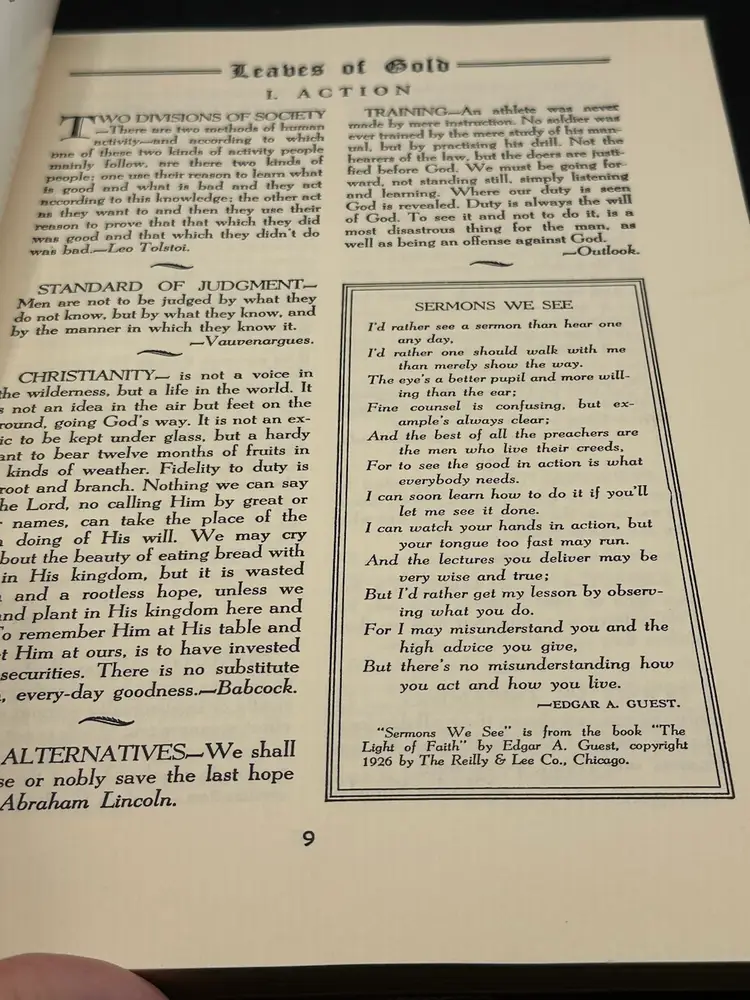 Leaves of Gold
I. ACTION
TWO DIVISIONS OF SOCIETY
—There are two methods of human
activity—and according to which
one of these two kinds of activity people
mainly follow, are there two kinds of
people: one use their reason to learn what
is good and what is bad and they act
according to this knowledge; the other act
as they want to and then they use their
reason to prove that that which they did
was good and that which they didn't do
was bad.—Leo Tolstoi.
STANDARD OF JUDGMENT—
Men are not to be judged by what they
do not know, but by what they know, and
by the manner in which they know it.
—Vauvenargues.
CHRISTIANITY— is not a voice in
the wilderness, but a life in the world. It
s not an idea in the air but feet on the
round, going God's way. It is not an ex-
ic to be kept under glass, but a hardy
ant to bear twelve months of fruits in
kinds of weather. Fidelity to duty is
root and branch. Nothing we can say
he Lord, no calling Him by great or
r names, can take the place of the
doing of His will. We may cry
bout the beauty of eating bread with
in His kingdom, but it is wasted
and a rootless hope, unless we
nd plant in His kingdom here and
To remember Him at His table and
t Him at ours, is to have invested
securities. There is no substitute
, every-day goodness.—Babcock.
ALTERNATIVES—We shall
se or nobly save the last hope
Abraham Lincoln.
TRAINING—An athlete was never
made by mere instruction. No soldier was
ever trained by the mere study of his man-
ual, but by practising his drill. Not the
hearers of the law, but the doers are justi-
fied before God. We must be going for-
ward, not standing still, simply listening
and learning. Where our duty is seen
God is revealed. Duty is always the will
of God. To see it and not to do it, is a
most disastrous thing for the man, as
well as being an offense against God.
—Outlook.
SERMONS WE SEE
I'd rather see a sermon than hear one
any day,
I'd rather one should walk with me
than merely show the way.
The eye's a better pupil and more will-
ing than the ear;
Fine counsel is confusing, but ex-
ample's always clear;
And the best of all the preachers are
the men who live their creeds,
For to see the good in action is what
everybody needs.
I can soon learn how to do it if you'll
let me see it done.
I can watch your hands in action, but
your tongue too fast may run.
And the lectures you deliver may be
very wise and true;
But I'd rather get my lesson by observ-
ing what you do.
For I may misunderstand you and the
high advice you give,
But there's no misunderstanding how
you act and how you live.
—EDGAR A. GUEST.
"Sermons We See" is from the book "The
Light of Faith" by Edgar A. Guest, copyright
1926 by The Reilly & Lee Co., Chicago.
9